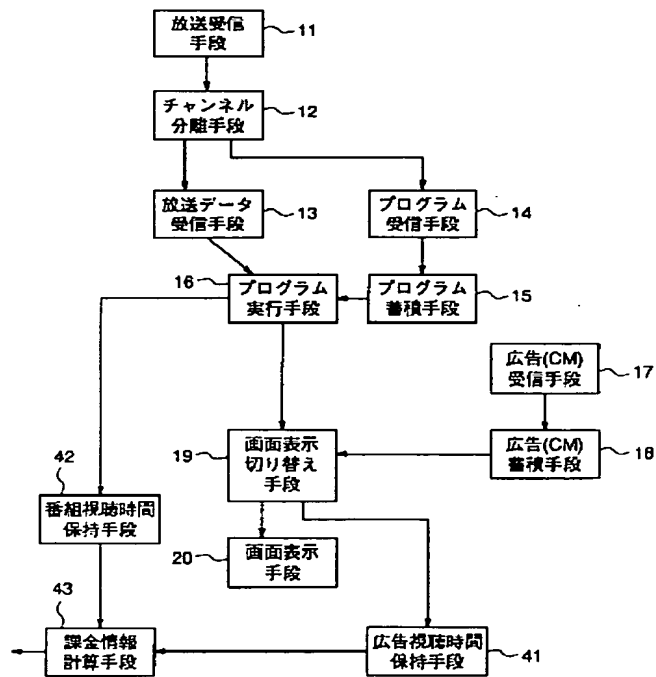 放送受信
手段
11
チャンネル
分離手段
12
放送データ
受信手段
13
プログラム
受信手段
14
16
プログラム
実行手段
プログラム
蓄積手段
15
広告(CM)
受信手段
17
19
画面表示
切り替え
手段
広告(CM)
蓄積手段
18
42
番組視聴時間
保持手段
20
画面表示
手段
43
課金情報
計算手段
広告視聴時間
保持手段
41